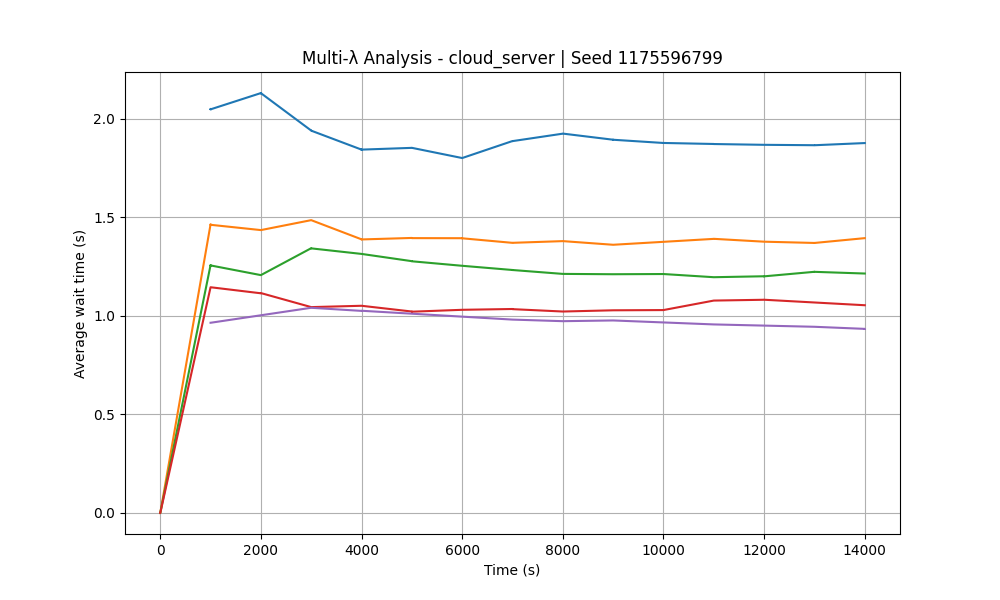 Multi-λ Analysis - cloud_server | Seed 1175596799
Average wait time (s)
2.0
1.5
1.0
0.5
0.0
0 2000 4000 6000 8000 10000 12000 14000
Time (s)